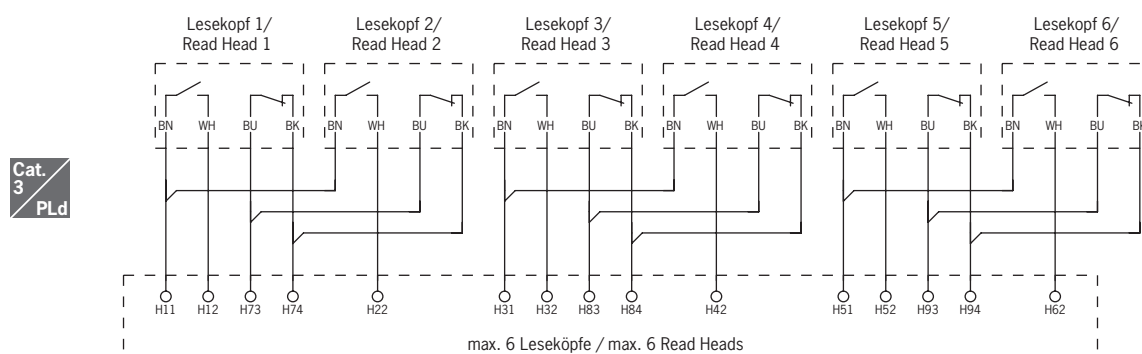 Lesekopf 1/
Read Head 1
Lesekopf 2/
Read Head 2
Lesekopf 3/
Read Head 3
Lesekopf 4/
Read Head 4
Lesekopf 5/
Read Head 5
Lesekopf 6/
Read Head 6
BN WH BU BK BN WH BU BK BN WH BU BK BN WH BU BK BN WH BU BK BN WH BU
Cat.
3
PLd
H11 H12 H73 H74 H22 H31 H32 H83 H84 H42 H51 H52 H93 H94 H62
max. 6 Leseköpfe / max. 6 Read Heads